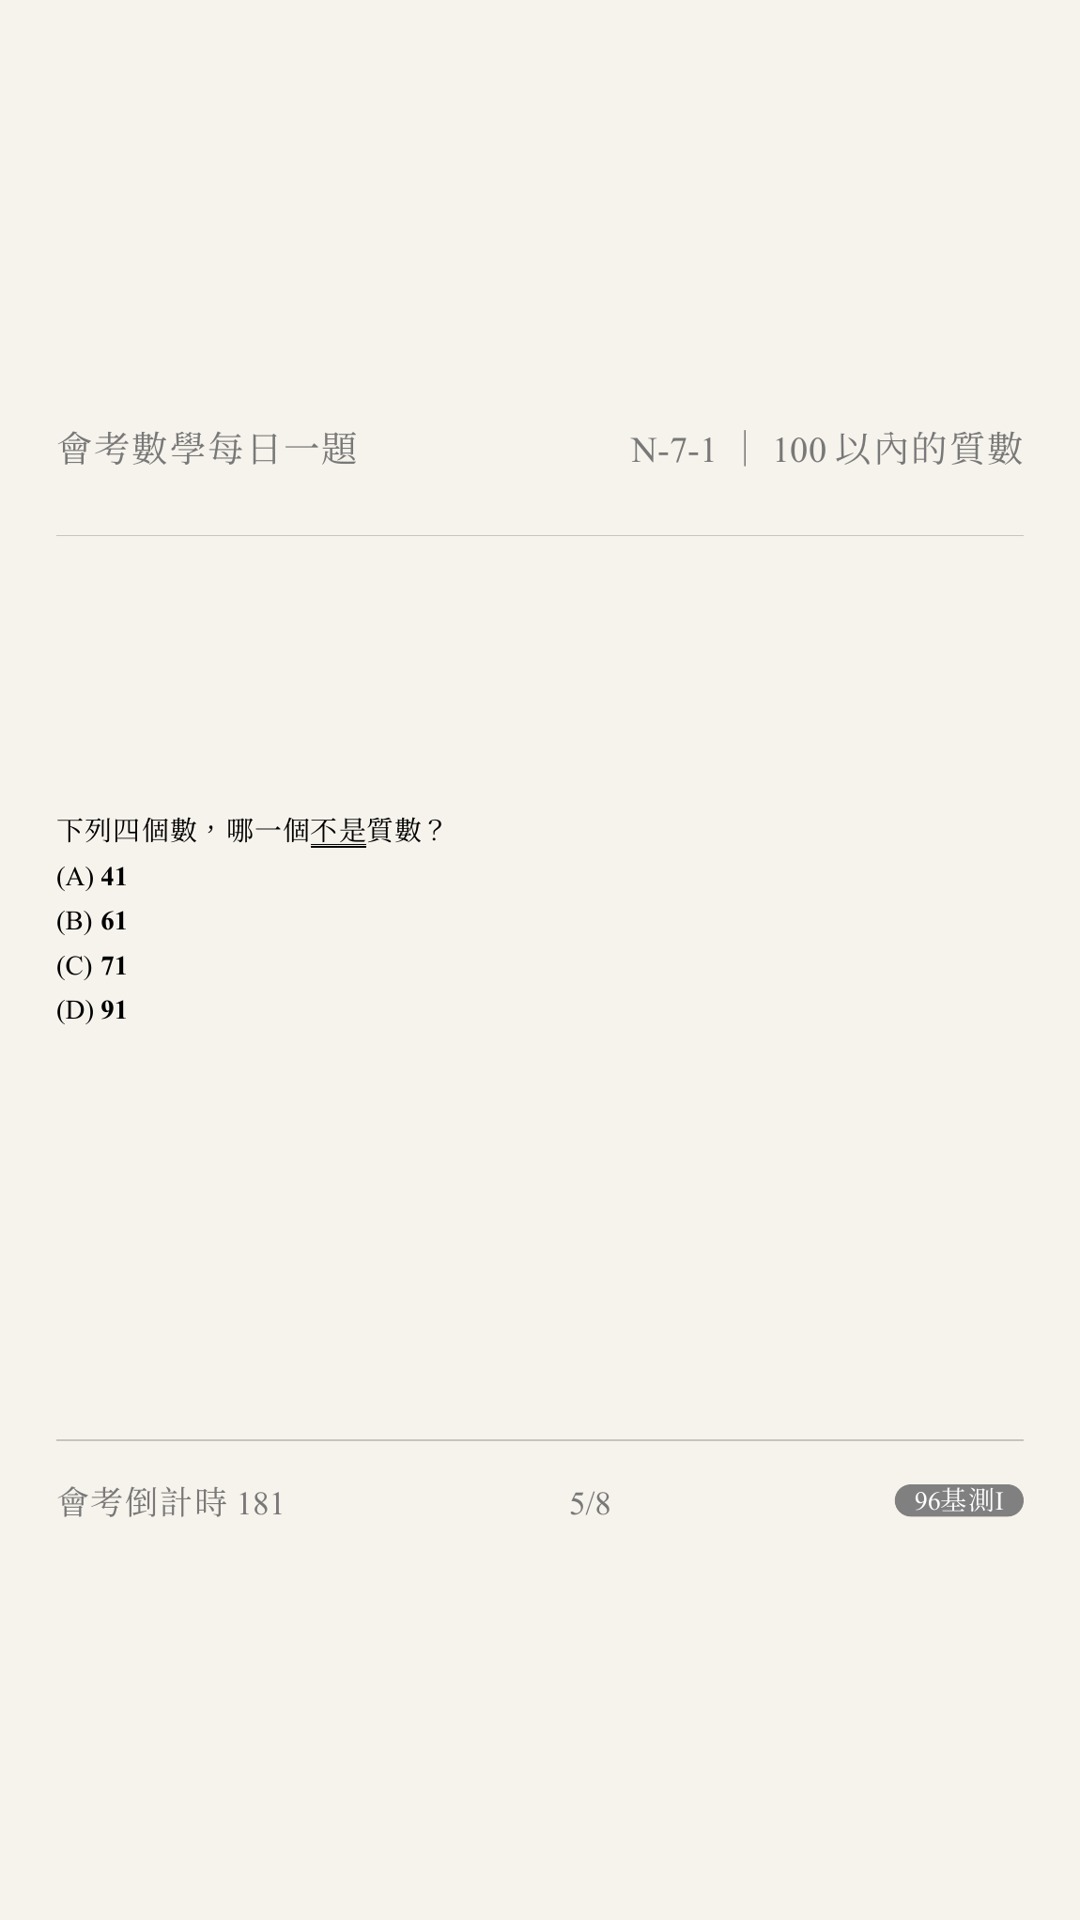 會考數學每日一題
N-7-1 | 100 以內的質數
下列四個數，哪一個不是質數？
(A) 41
(B) 61
(C) 71
(D) 91
會考倒計時 181
5/8
96基測I